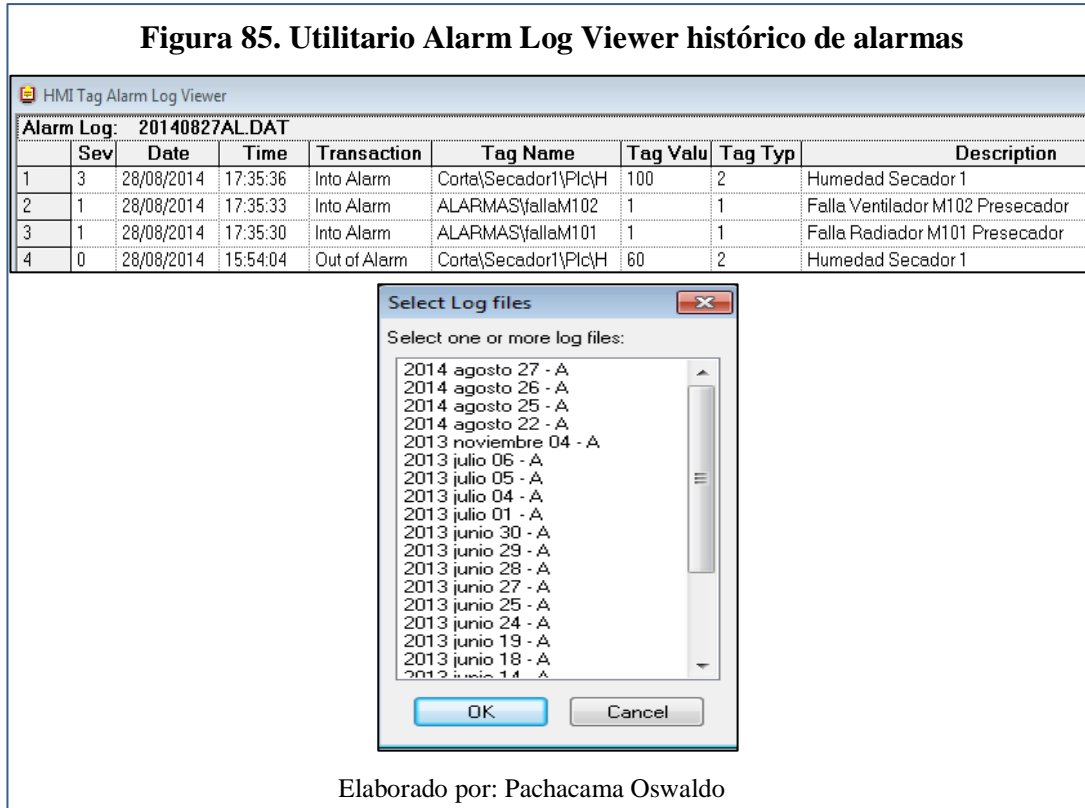 Figura 85. Utilitario Alarm Log Viewer histórico de alarmas
HMI Tag Alarm Log Viewer
Alarm Log: 20140827AL.DAT
Sev Date Time Transaction Tag Name Tag Valu Tag Typ Description
1 3 28/08/2014 17:35:36 Into Alarm Corta\Secador1\Plc\H 100 2 Humedad Secador 1
2 1 28/08/2014 17:35:33 Into Alarm ALARMAS\fallaM102 1 1 Falla Ventilador M102 Presecador
3 1 28/08/2014 17:35:30 Into Alarm ALARMAS\fallaM101 1 1 Falla Radiador M101 Presecador
4 0 28/08/2014 15:54:04 Out of Alarm Corta\Secador1\Plc\H 60 2 Humedad Secador 1
Select Log files
Select one or more log files:
2014 agosto 27 - A
2014 agosto 26 - A
2014 agosto 25 - A
2014 agosto 22 - A
2013 noviembre 04 - A
2013 julio 06 - A
2013 julio 05 - A
2013 julio 04 - A
2013 julio 01 - A
2013 junio 30 - A
2013 junio 29 - A
2013 junio 28 - A
2013 junio 27 - A
2013 junio 25 - A
2013 junio 24 - A
2013 junio 19 - A
2013 junio 18 - A
2013 junio 14 - A
OK Cancel
Elaborado por: Pachacama Oswaldo